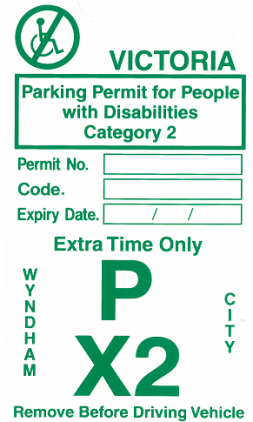 VICTORIA
Parking Permit for People
with Disabilities
Category 2
Permit No.
Code.
Expiry Date. / /
Extra Time Only
P
X2
WYNDHAM
CITY
Remove Before Driving Vehicle